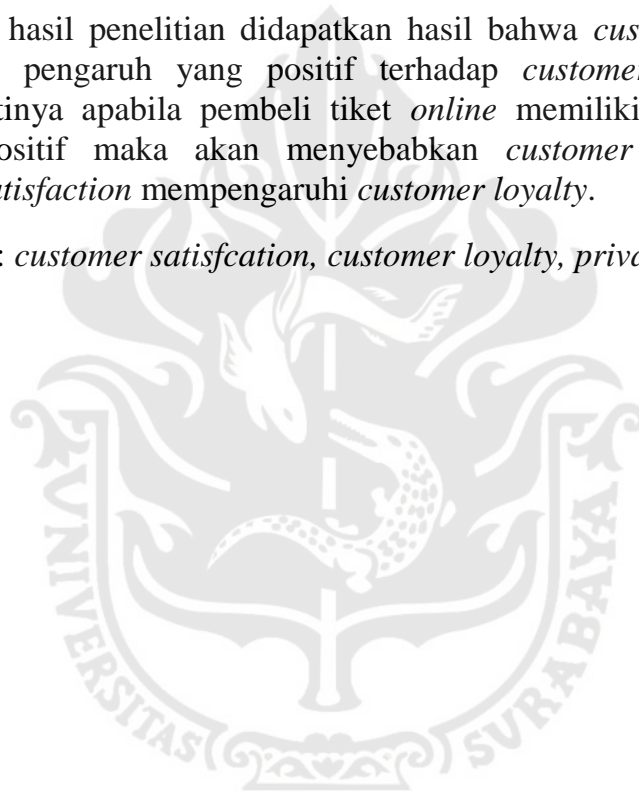 hasil penelitian didapatkan hasil bahwa cus
pengaruh yang positif terhadap customer
tinya apabila pembeli tiket online memiliki
ositif maka akan menyebabkan customer
atisfaction mempengaruhi customer loyalty.
: customer satisfcation, customer loyalty, priva
UNIVERSITAS SURABAYA